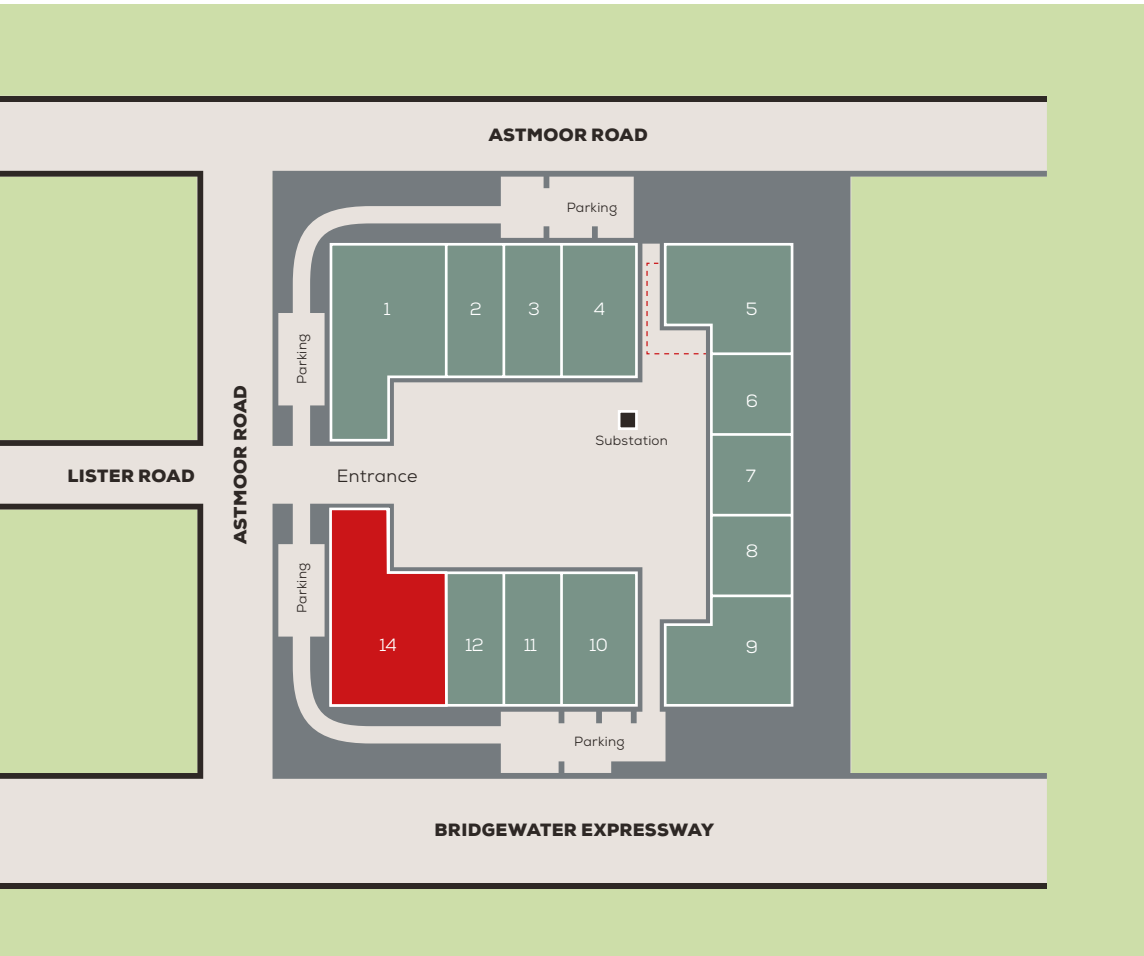 ASTMOOR ROAD
Parking
1
2
3
4
5
Parking
6
Substation
LISTER ROAD
ASTMOOR ROAD
Entrance
7
8
Parking
14
12
11
10
9
Parking
BRIDGEWATER EXPRESSWAY